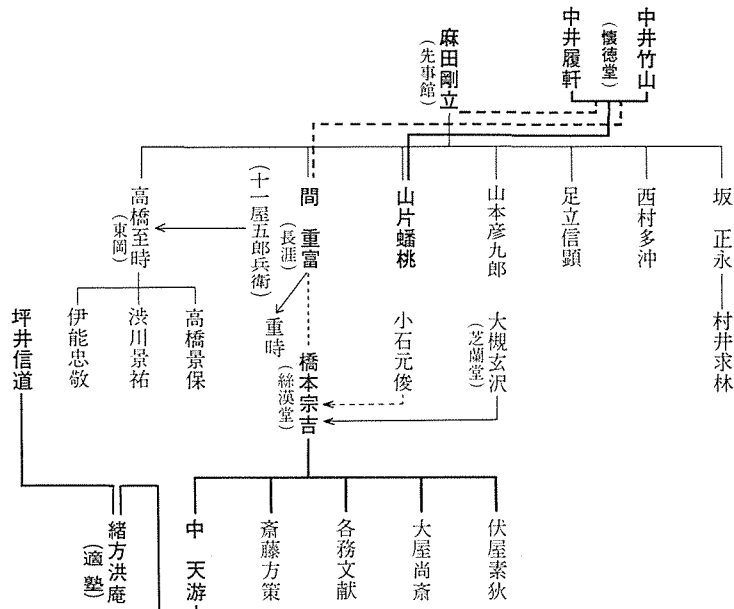 中井竹山
（懐徳堂）
中井履軒
麻田剛立
（先事館）
坂　正永
西村多沖
足立信顕
山本彦九郎
山片蟠桃
間　重富
（長涯）
（十一屋五郎兵衛）
高橋至時
（東岡）
村井求林
大槻玄沢
（芝蘭堂）
小石元俊
橋本宗吉
（絲漢堂）
重時
高橋景保
渋川景祐
伊能忠敬
坪井信道
伏屋素狄
大屋尚斎
各務文献
斎藤方策
中　天游
緒方洪庵
（適塾）